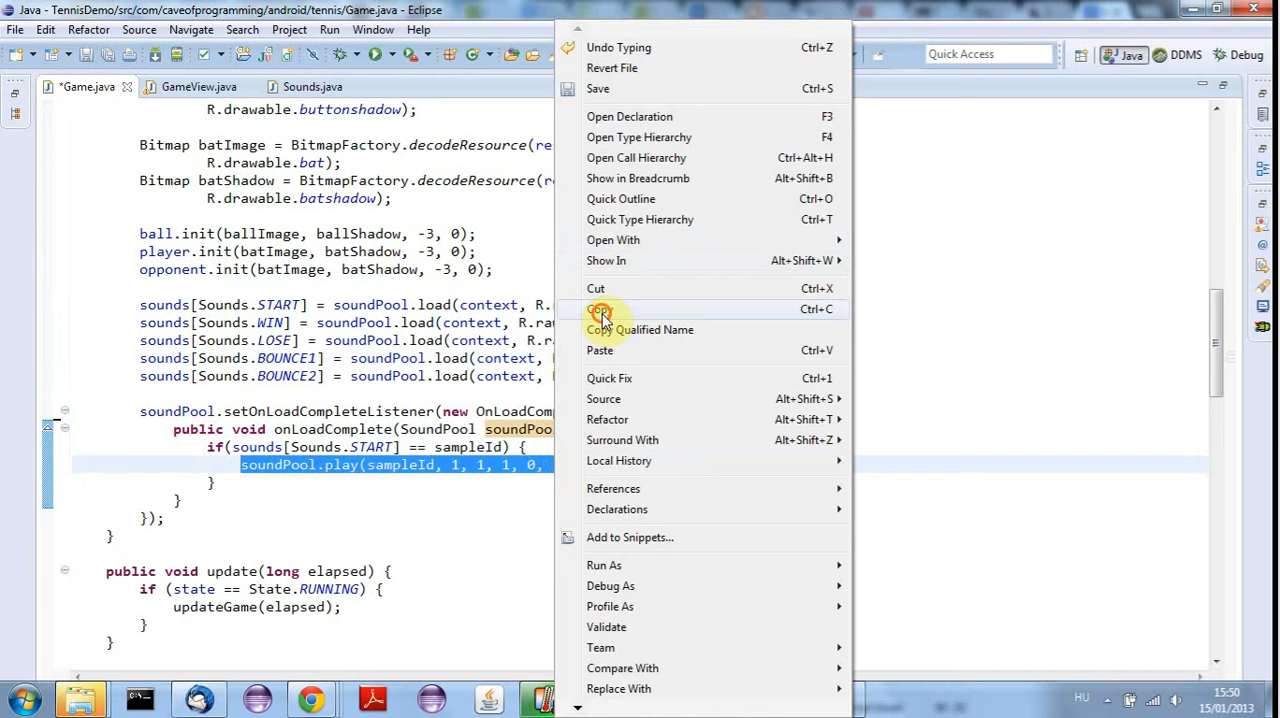 Java - TennisDemo/src/com/caveofprogramming/android/tennis/Game.java - Eclipse
File Edit Refactor Source Navigate Search Project Run Window Help
Quick Access Java DDMS Debug
*Game.java GameView.java Sounds.java
R.drawable.buttonshadow);
Bitmap batImage = BitmapFactory.decodeResource(re
R.drawable.bat);
Bitmap batShadow = BitmapFactory.decodeResource(r
R.drawable.batshadow);
ball.init(ballImage, ballShadow, -3, 0);
player.init(batImage, batShadow, -3, 0);
opponent.init(batImage, batShadow, -3, 0);
sounds[Sounds.START] = soundPool.load(context, R.
sounds[Sounds.WIN] = soundPool.load(context, R.ra
sounds[Sounds.LOSE] = soundPool.load(context, R.r
sounds[Sounds.BOUNCE1] = soundPool.load(context,
sounds[Sounds.BOUNCE2] = soundPool.load(context,
soundPool.setOnLoadCompleteListener(new OnLoadCom
public void onLoadComplete(SoundPool soundPoo
if(sounds[Sounds.START] == sampleId) {
soundPool.play(sampleId, 1, 1, 1, 0,
}
}
});
}
public void update(long elapsed) {
if (state == State.RUNNING) {
updateGame(elapsed);
}
}
Undo Typing Ctrl+Z
Revert File
Save Ctrl+S
Open Declaration F3
Open Type Hierarchy F4
Open Call Hierarchy Ctrl+Alt+H
Show in Breadcrumb Alt+Shift+B
Quick Outline Ctrl+O
Quick Type Hierarchy Ctrl+T
Open With
Show In Alt+Shift+W
Cut Ctrl+X
Copy Ctrl+C
Copy Qualified Name
Paste Ctrl+V
Quick Fix Ctrl+1
Source Alt+Shift+S
Refactor Alt+Shift+T
Surround With Alt+Shift+Z
Local History
References
Declarations
Add to Snippets...
Run As
Debug As
Profile As
Validate
Team
Compare With
Replace With
HU 15:50
15/01/2013